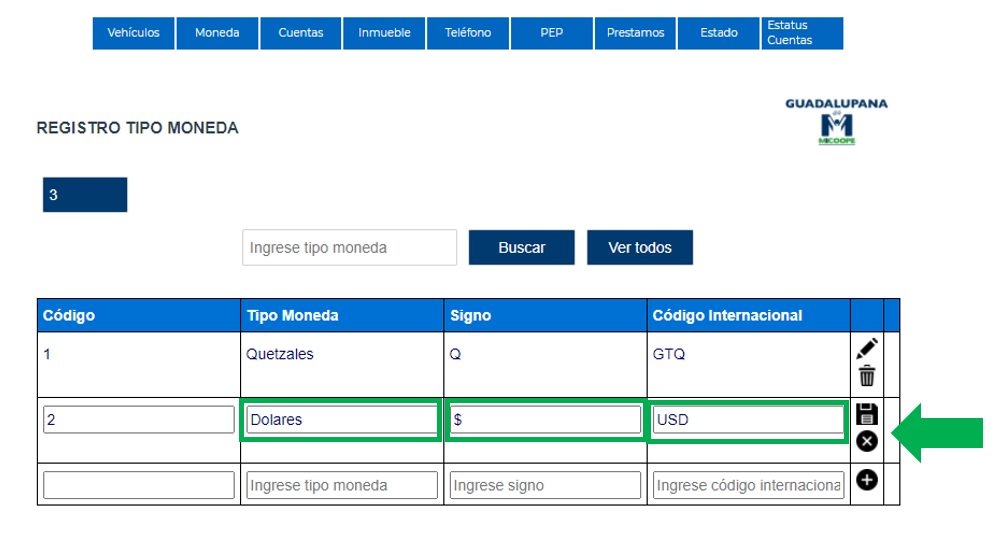 Vehículos Moneda Cuentas Inmueble Teléfono PEP Prestamos Estado Estatus Cuentas
GUADALUPANA
MICOOPE
REGISTRO TIPO MONEDA
3
Ingrese tipo moneda Buscar Ver todos
Código Tipo Moneda Signo Código Internacional
1 Quetzales Q GTQ
2 Dolares $ USD
Ingrese tipo moneda Ingrese signo Ingrese código internaciona